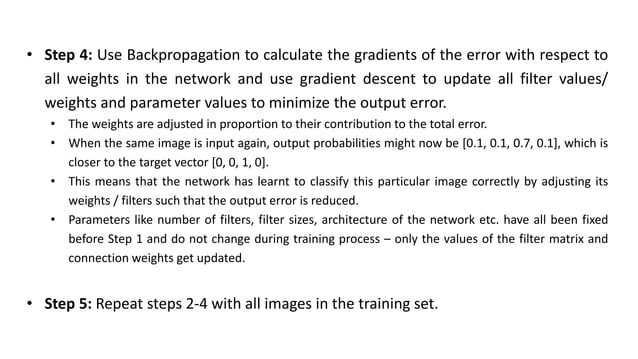 • Step 4: Use Backpropagation to calculate the gradients of the error with respect to
all weights in the network and use gradient descent to update all filter values/
weights and parameter values to minimize the output error.
• The weights are adjusted in proportion to their contribution to the total error.
• When the same image is input again, output probabilities might now be [0.1, 0.1, 0.7, 0.1], which is
closer to the target vector [0, 0, 1, 0].
• This means that the network has learnt to classify this particular image correctly by adjusting its
weights / filters such that the output error is reduced.
• Parameters like number of filters, filter sizes, architecture of the network etc. have all been fixed
before Step 1 and do not change during training process – only the values of the filter matrix and
connection weights get updated.
• Step 5: Repeat steps 2-4 with all images in the training set.